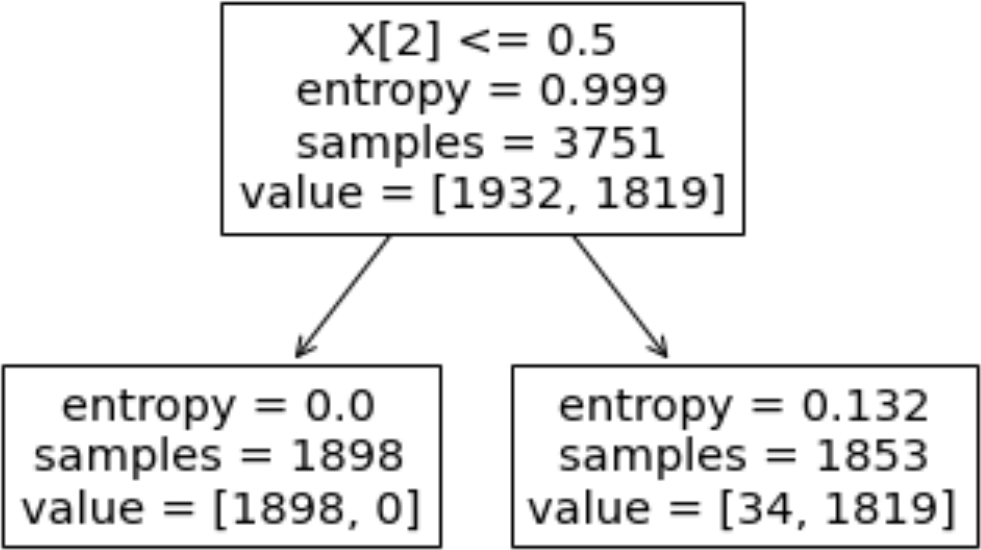 X[2] <= 0.5
entropy = 0.999
samples = 3751
value = [1932, 1819]
entropy = 0.0
samples = 1898
value = [1898, 0]
entropy = 0.132
samples = 1853
value = [34, 1819]